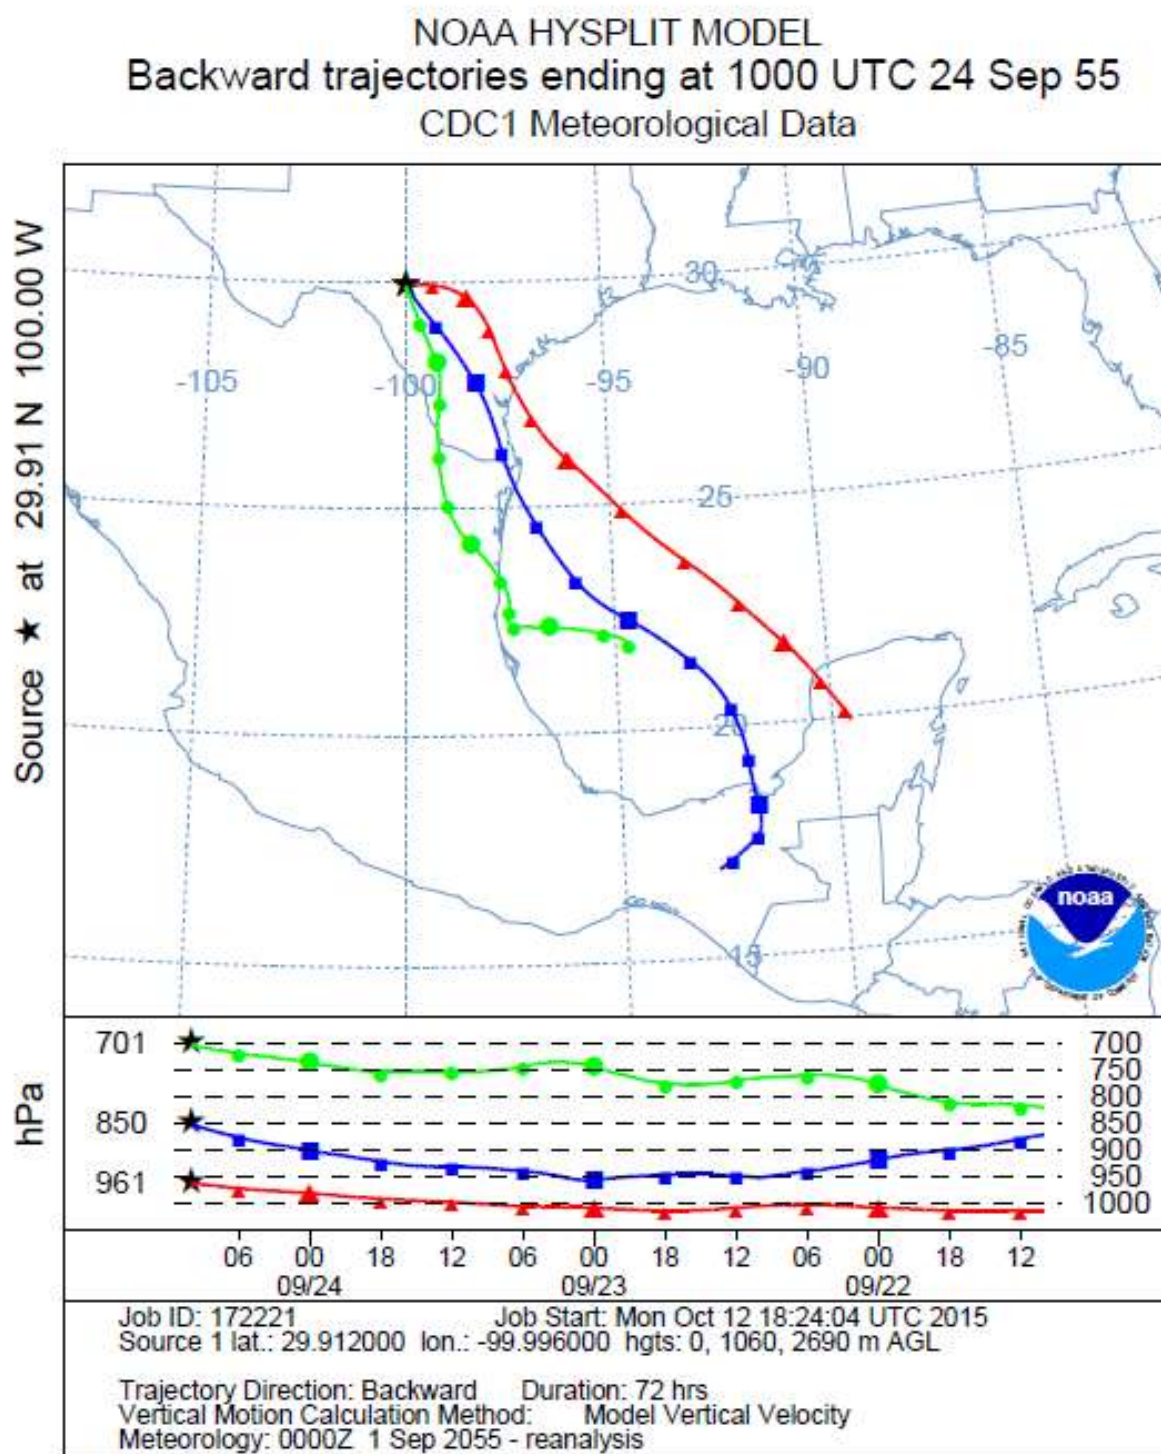 NOAA HYSPLIT MODEL
Backward trajectories ending at 1000 UTC 24 Sep 55
CDC1 Meteorological Data
Source ★ at 29.91 N 100.00 W
30
-85
-90
-95
-100
-105
25
20
15
noaa
701 700
750
800
850 850
900
950
961 1000
hPa
06 00 18 12 06 00 18 12 06 00 18 12
09/24 09/23 09/22
Job ID: 172221 Job Start: Mon Oct 12 18:24:04 UTC 2015
Source 1 lat.: 29.912000 lon.: -99.996000 hgts: 0, 1060, 2690 m AGL
Trajectory Direction: Backward Duration: 72 hrs
Vertical Motion Calculation Method: Model Vertical Velocity
Meteorology: 0000Z 1 Sep 2055 - reanalysis